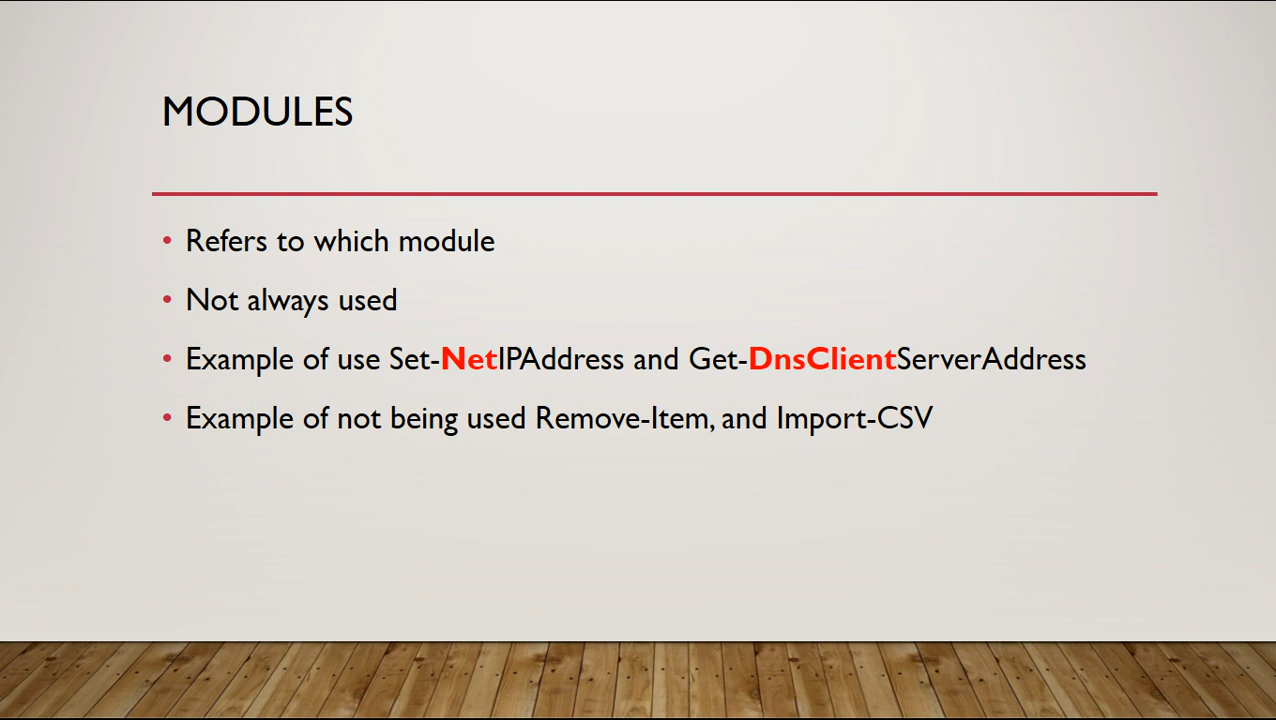 MODULES
• Refers to which module
• Not always used
• Example of use Set-NetIPAddress and Get-DnsClientServerAddress
• Example of not being used Remove-Item, and Import-CSV